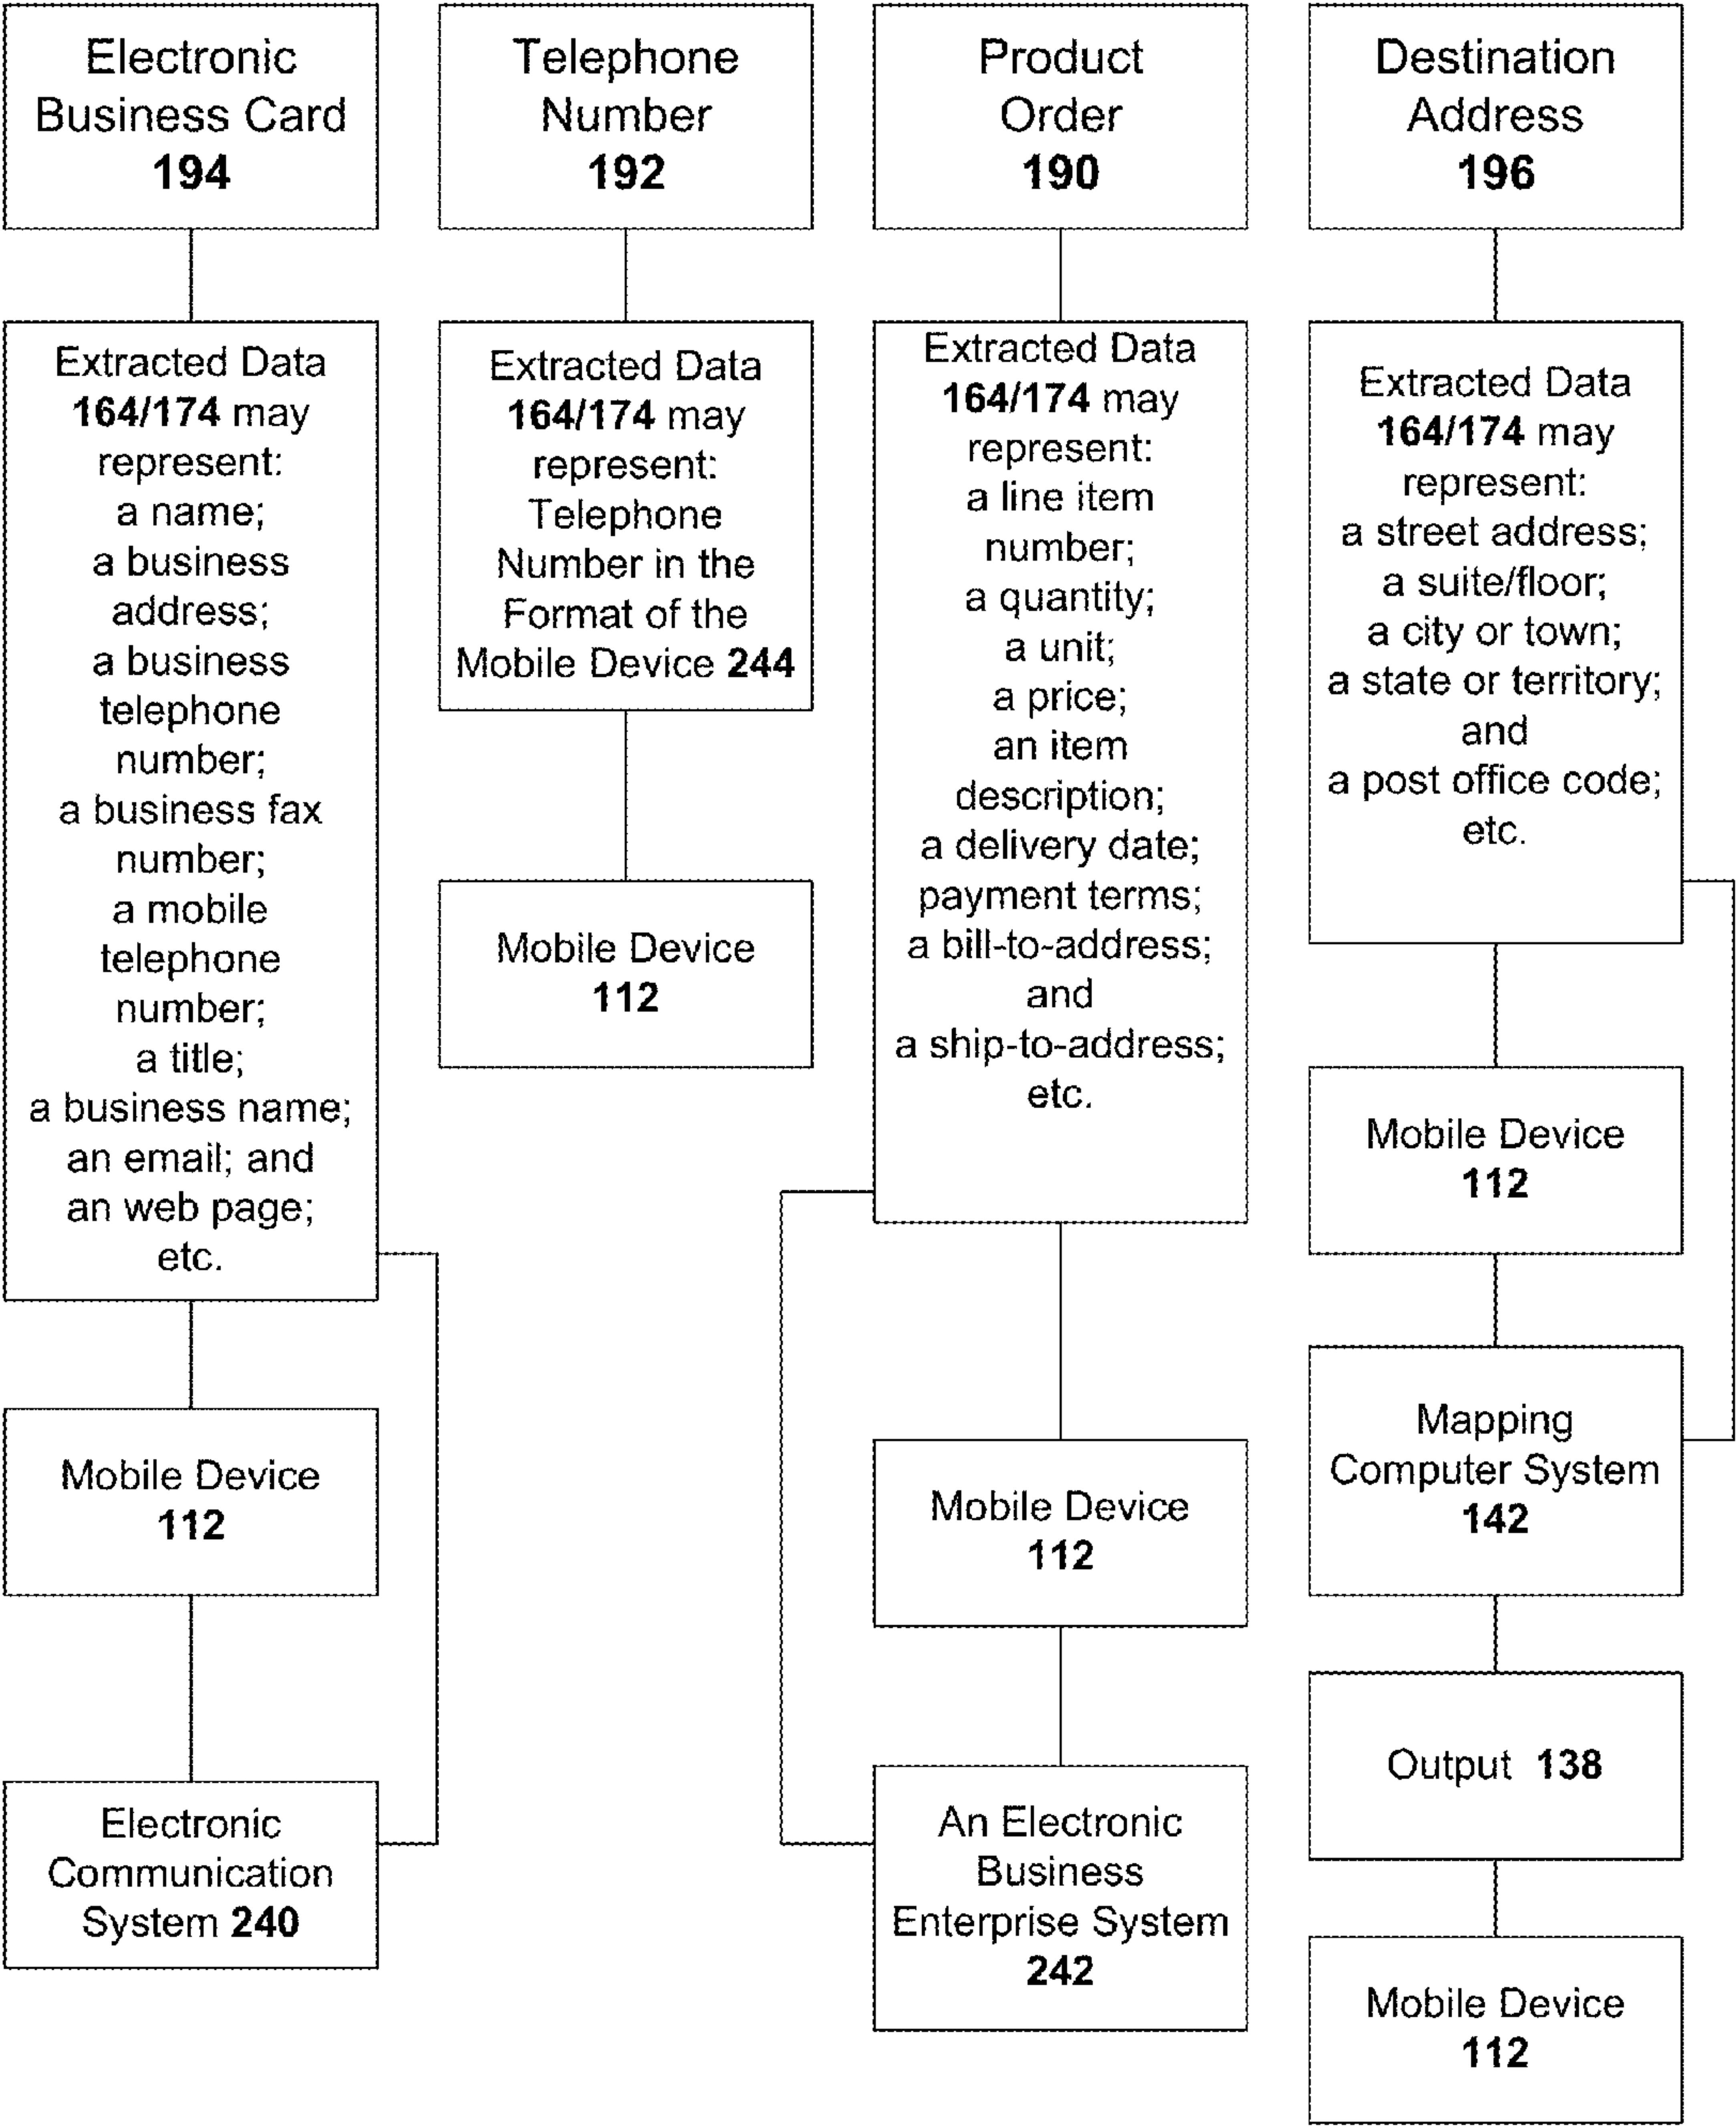 Electronic
Business Card
194
Extracted Data
164/174 may
represent:
a name;
a business
address;
a business
telephone
number;
a business fax
number;
a mobile
telephone
number;
a title;
a business name;
an email; and
an web page;
etc.
Mobile Device
112
Electronic
Communication
System 240
Telephone
Number
192
Extracted Data
164/174 may
represent:
Telephone
Number in the
Format of the
Mobile Device 244
Mobile Device
112
Product
Order
190
Extracted Data
164/174 may
represent:
a line item
number;
a quantity;
a unit;
a price;
an item
description;
a delivery date;
payment terms;
a bill-to-address;
and
a ship-to-address;
etc.
Mobile Device
112
An Electronic
Business
Enterprise System
242
Destination
Address
196
Extracted Data
164/174 may
represent:
a street address;
a suite/floor;
a city or town;
a state or territory;
and
a post office code;
etc.
Mobile Device
112
Mapping
Computer System
142
Output 138
Mobile Device
112